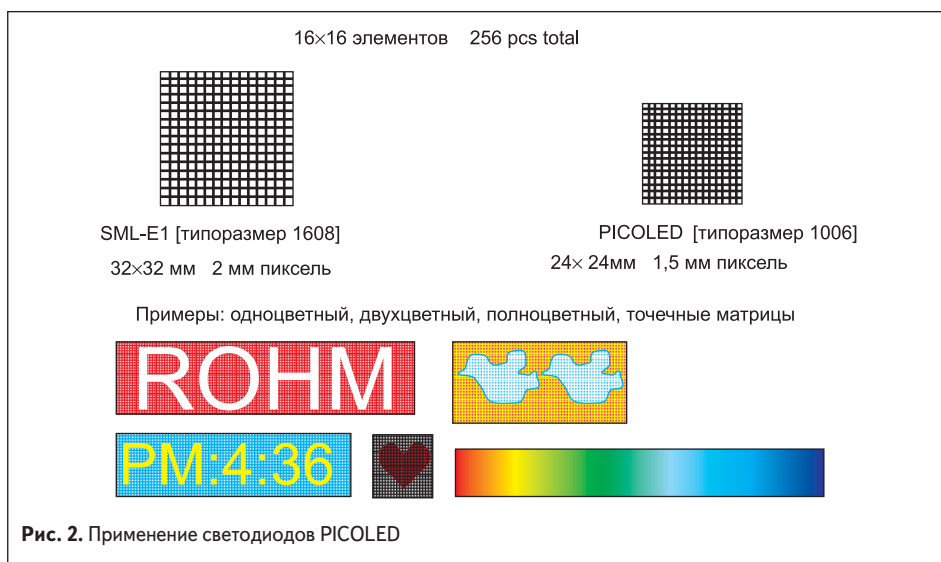 16×16 элементов 256 pcs total
SML-E1 [типоразмер 1608]
32×32 мм 2 мм пиксель
PICOLED [типоразмер 1006]
24× 24мм 1,5 мм пиксель
Примеры: одноцветный, двухцветный, полноцветный, точечные матрицы
ROHM
PM:4:36
Рис. 2. Применение светодиодов PICOLED